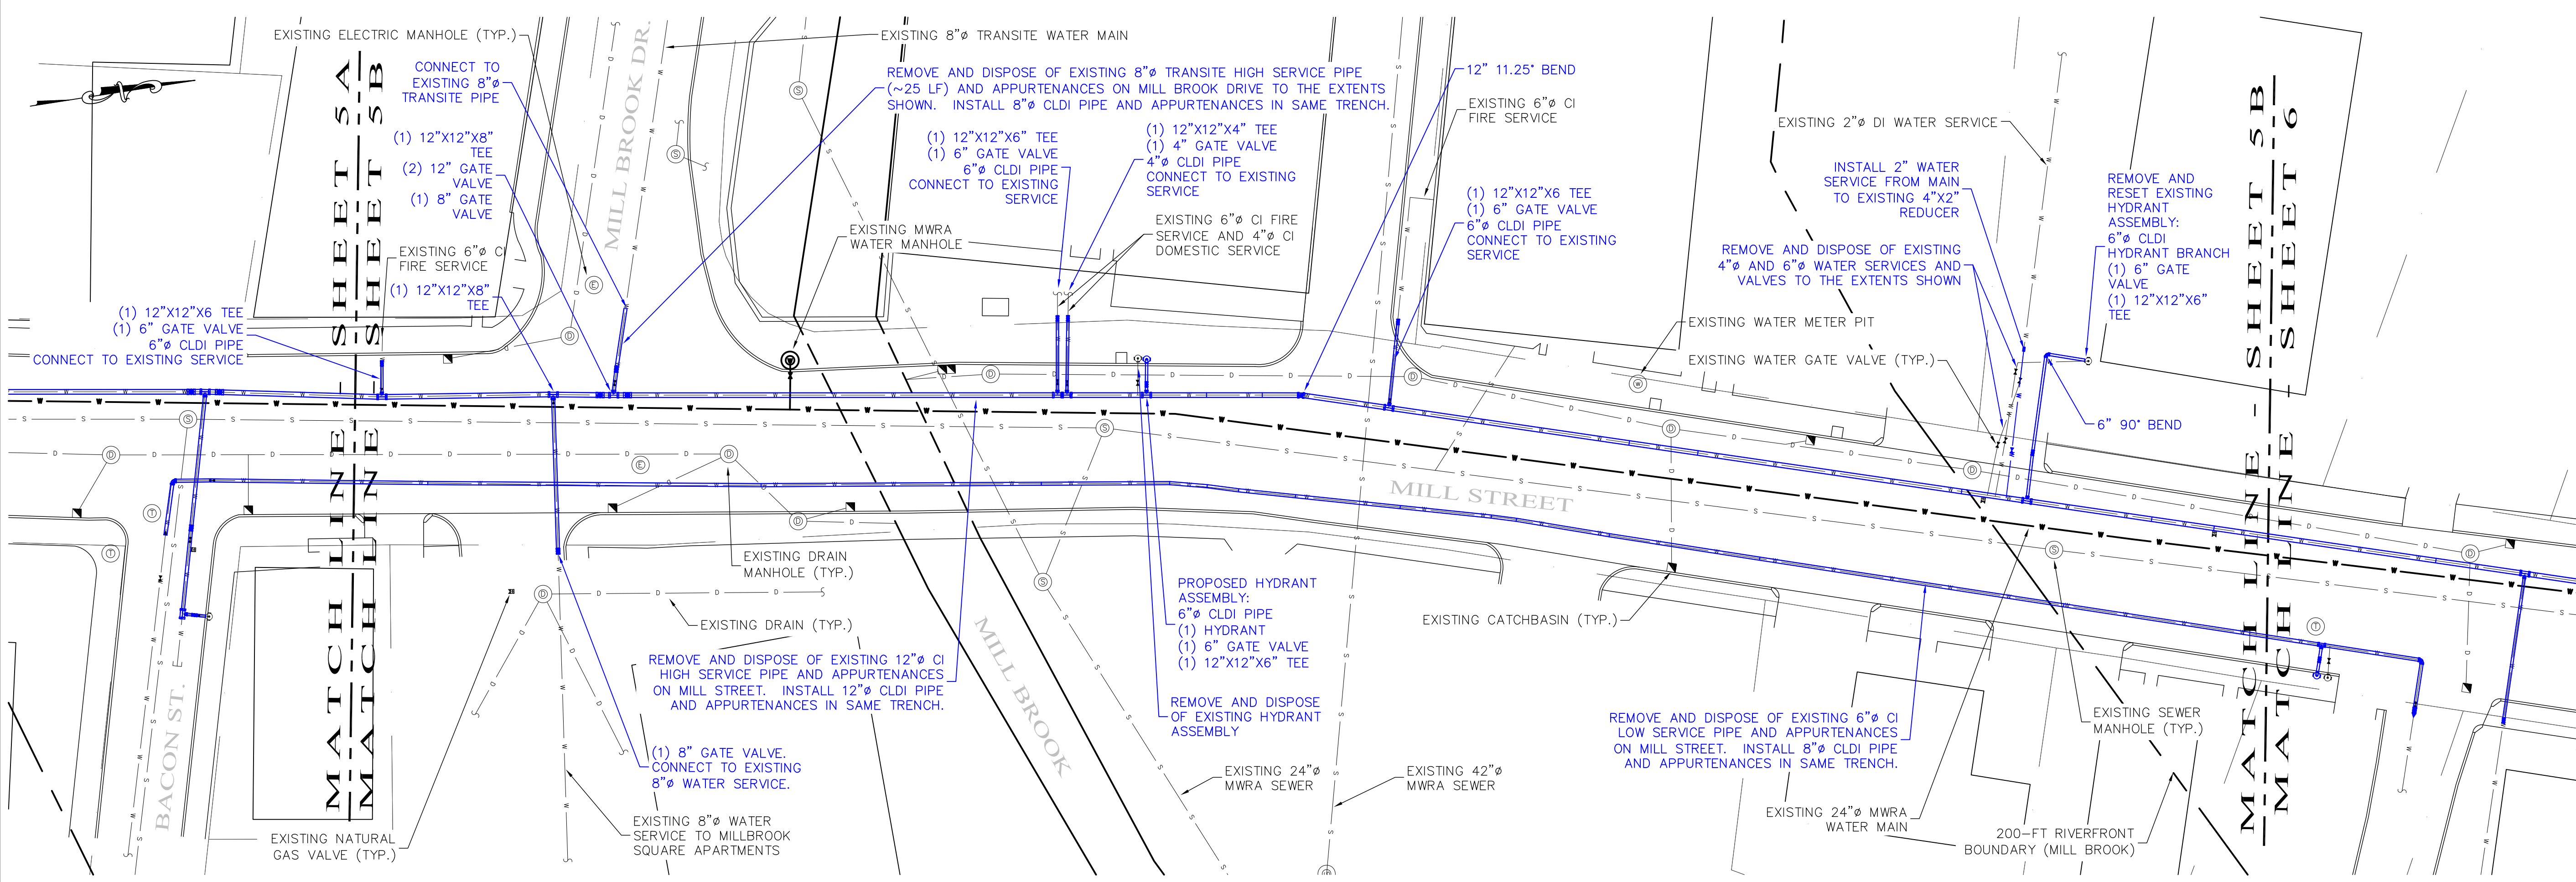 EXISTING ELECTRIC MANHOLE (TYP.)
MILL BROOK DR.
EXISTING 8"ø TRANSITE WATER MAIN
SHEET 5A
SHEET 5B
CONNECT TO
EXISTING 8"ø
TRANSITE PIPE
REMOVE AND DISPOSE OF EXISTING 8"ø TRANSITE HIGH SERVICE PIPE
(~25 LF) AND APPURTENANCES ON MILL BROOK DRIVE TO THE EXTENTS
SHOWN. INSTALL 8"ø CLDI PIPE AND APPURTENANCES IN SAME TRENCH.
12" 11.25° BEND
EXISTING 6"ø CI
FIRE SERVICE
EXISTING 2"ø DI WATER SERVICE
SHEET 5B
SHEET 6
(1) 12"X12"X8"
TEE
(2) 12" GATE
VALVE
(1) 8" GATE
VALVE
(1) 12"X12"X6" TEE
(1) 6" GATE VALVE
6"ø CLDI PIPE
CONNECT TO EXISTING
SERVICE
(1) 12"X12"X4" TEE
(1) 4" GATE VALVE
4"ø CLDI PIPE
CONNECT TO EXISTING
SERVICE
(1) 12"X12"X6 TEE
(1) 6" GATE VALVE
6"ø CLDI PIPE
CONNECT TO EXISTING
SERVICE
INSTALL 2" WATER
SERVICE FROM MAIN
TO EXISTING 4"X2"
REDUCER
REMOVE AND
RESET EXISTING
HYDRANT
ASSEMBLY:
6"ø CLDI
HYDRANT BRANCH
(1) 6" GATE
VALVE
(1) 12"X12"X6"
TEE
EXISTING 6"ø CI
FIRE SERVICE
(1) 12"X12"X8"
TEE
EXISTING MWRA
WATER MANHOLE
EXISTING 6"ø CI FIRE
SERVICE AND 4"ø CI
DOMESTIC SERVICE
REMOVE AND DISPOSE OF EXISTING
4"ø AND 6"ø WATER SERVICES AND
VALVES TO THE EXTENTS SHOWN
(1) 12"X12"X6 TEE
(1) 6" GATE VALVE
6"ø CLDI PIPE
CONNECT TO EXISTING SERVICE
EXISTING WATER METER PIT
EXISTING WATER GATE VALVE (TYP.)
6" 90° BEND
MATCH LINE -
MATCH LINE -
MILL STREET
MATCH LINE -
MATCH LINE -
EXISTING DRAIN
MANHOLE (TYP.)
EXISTING DRAIN (TYP.)
PROPOSED HYDRANT
ASSEMBLY:
6"ø CLDI PIPE
(1) HYDRANT
(1) 6" GATE VALVE
(1) 12"X12"X6" TEE
EXISTING CATCHBASIN (TYP.)
MILL BROOK
REMOVE AND DISPOSE OF EXISTING 12"ø CI
HIGH SERVICE PIPE AND APPURTENANCES
ON MILL STREET. INSTALL 12"ø CLDI PIPE
AND APPURTENANCES IN SAME TRENCH.
REMOVE AND DISPOSE
OF EXISTING HYDRANT
ASSEMBLY
REMOVE AND DISPOSE OF EXISTING 6"ø CI
LOW SERVICE PIPE AND APPURTENANCES
ON MILL STREET. INSTALL 8"ø CLDI PIPE
AND APPURTENANCES IN SAME TRENCH.
EXISTING SEWER
MANHOLE (TYP.)
BACON ST.
(1) 8" GATE VALVE.
CONNECT TO EXISTING
8"ø WATER SERVICE.
EXISTING 24"ø
MWRA SEWER
EXISTING 42"ø
MWRA SEWER
EXISTING NATURAL
GAS VALVE (TYP.)
EXISTING 8"ø WATER
SERVICE TO MILLBROOK
SQUARE APARTMENTS
EXISTING 24"ø MWRA
WATER MAIN
200-FT RIVERFRONT
BOUNDARY (MILL BROOK)